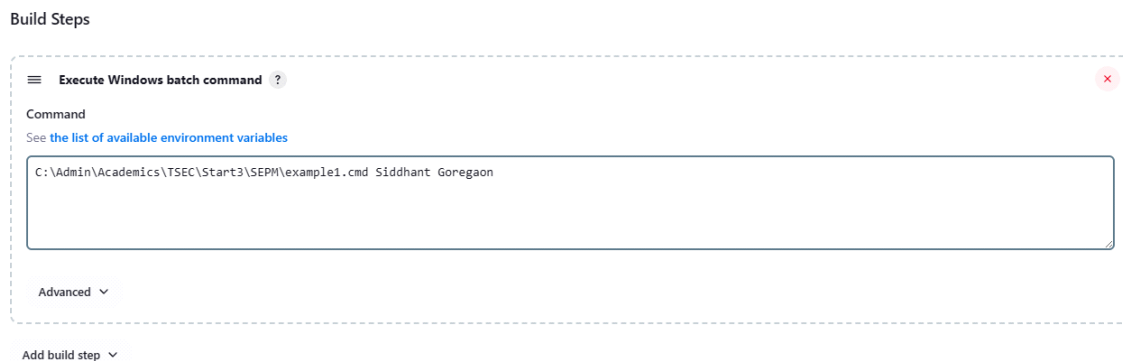 Build Steps
Execute Windows batch command ?
Command
See the list of available environment variables
C:\Admin\Academics\TSEC\Start3\SEPM\example1.cmd Siddhant Goregaon
Advanced
Add build step